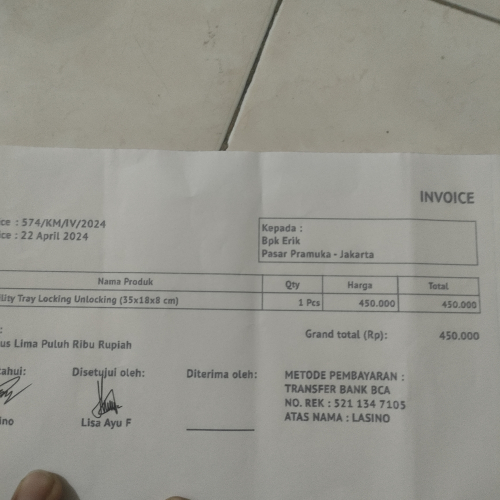 INVOICE
ce : 574/KM/IV/2024
ce : 22 April 2024
Kepada :
Bpk Erik
Pasar Pramuka - Jakarta
Nama Produk Qty Harga Total
ility Tray Locking Unlocking (35x18x8 cm) 1 Pcs 450.000 450.000
Grand total (Rp): 450.000
us Lima Puluh Ribu Rupiah
tahui: Disetujui oleh: Diterima oleh:
ino Lisa Ayu F
METODE PEMBAYARAN :
TRANSFER BANK BCA
NO. REK : 521 134 7105
ATAS NAMA : LASINO